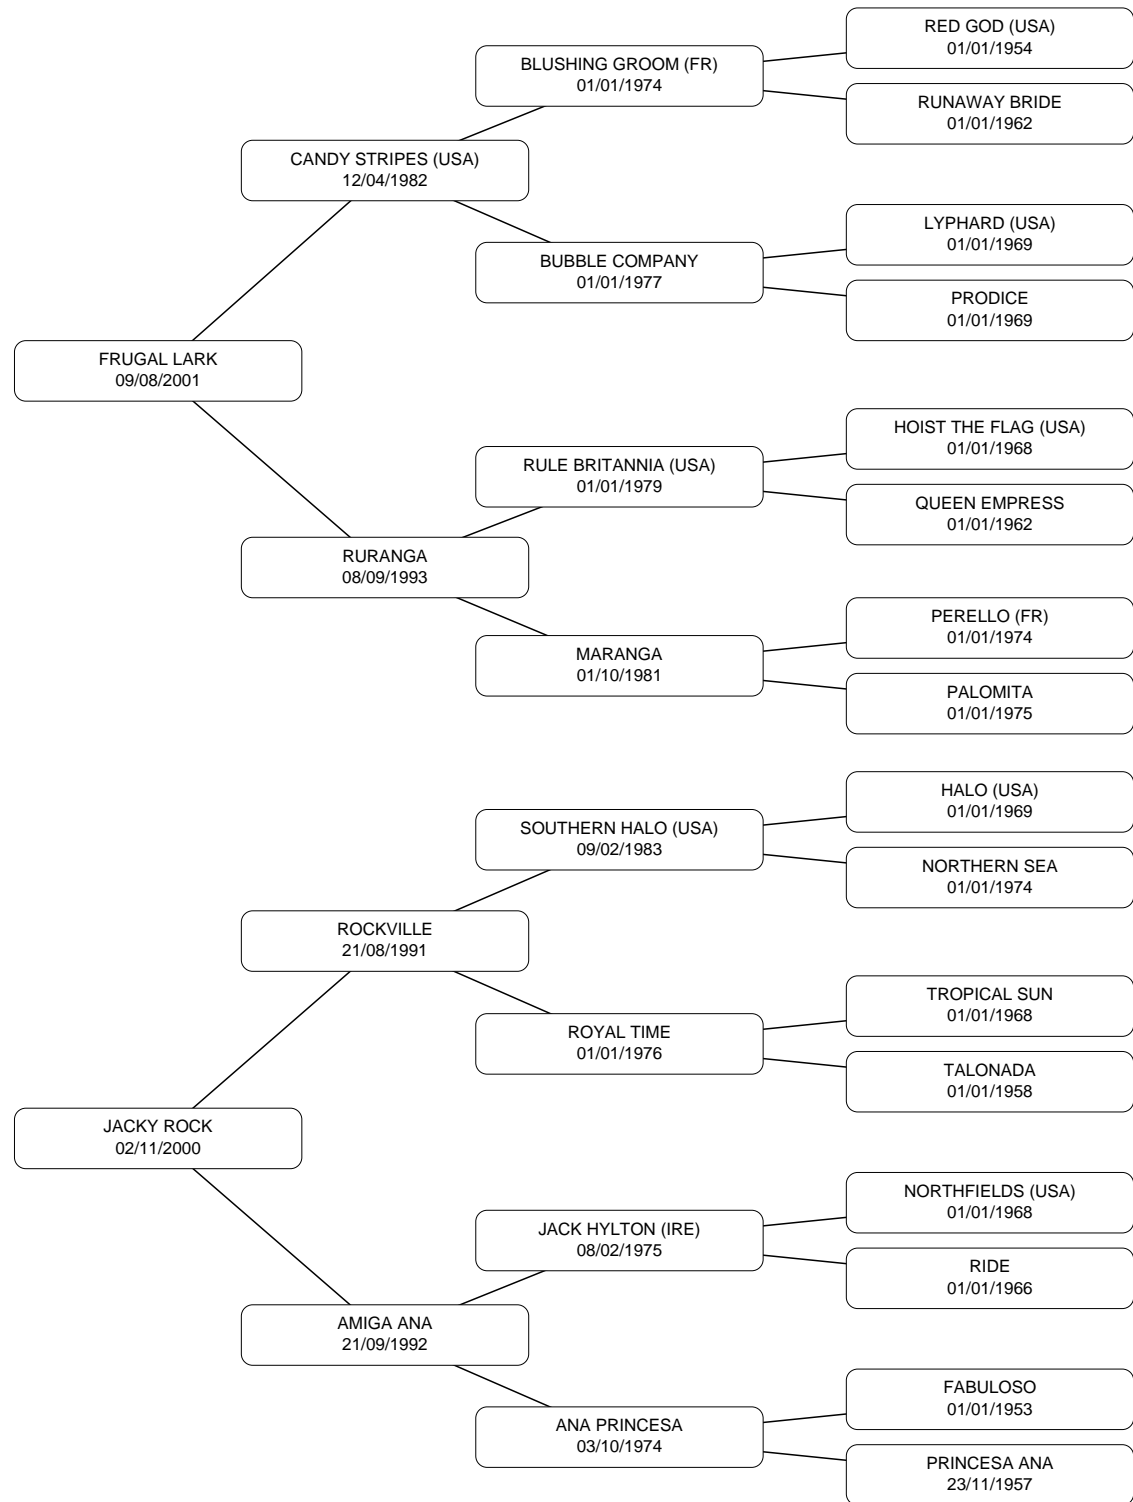 RED GOD (USA)
01/01/1954
BLUSHING GROOM (FR)
01/01/1974
RUNAWAY BRIDE
01/01/1962
CANDY STRIPES (USA)
12/04/1982
LYPHARD (USA)
01/01/1969
BUBBLE COMPANY
01/01/1977
PRODICE
01/01/1969
FRUGAL LARK
09/08/2001
HOIST THE FLAG (USA)
01/01/1968
RULE BRITANNIA (USA)
01/01/1979
QUEEN EMPRESS
01/01/1962
RURANGA
08/09/1993
PERELLO (FR)
01/01/1974
MARANGA
01/10/1981
PALOMITA
01/01/1975
HALO (USA)
01/01/1969
SOUTHERN HALO (USA)
09/02/1983
NORTHERN SEA
01/01/1974
ROCKVILLE
21/08/1991
TROPICAL SUN
01/01/1968
ROYAL TIME
01/01/1976
TALONADA
01/01/1958
JACKY ROCK
02/11/2000
NORTHFIELDS (USA)
01/01/1968
JACK HYLTON (IRE)
08/02/1975
RIDE
01/01/1966
AMIGA ANA
21/09/1992
FABULOSO
01/01/1953
ANA PRINCESA
03/10/1974
PRINCESA ANA
23/11/1957